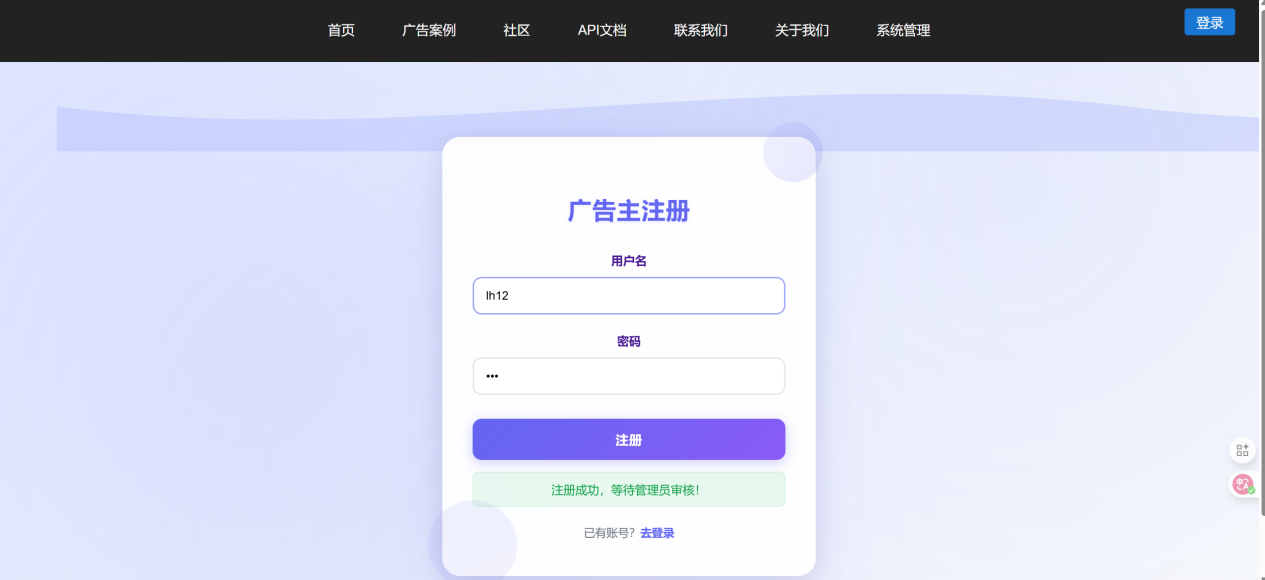 首页 广告案例 社区 API文档 联系我们 关于我们 系统管理 登录
广告主注册
用户名
lh12
密码
•••
注册
注册成功，等待管理员审核！
已有账号？去登录